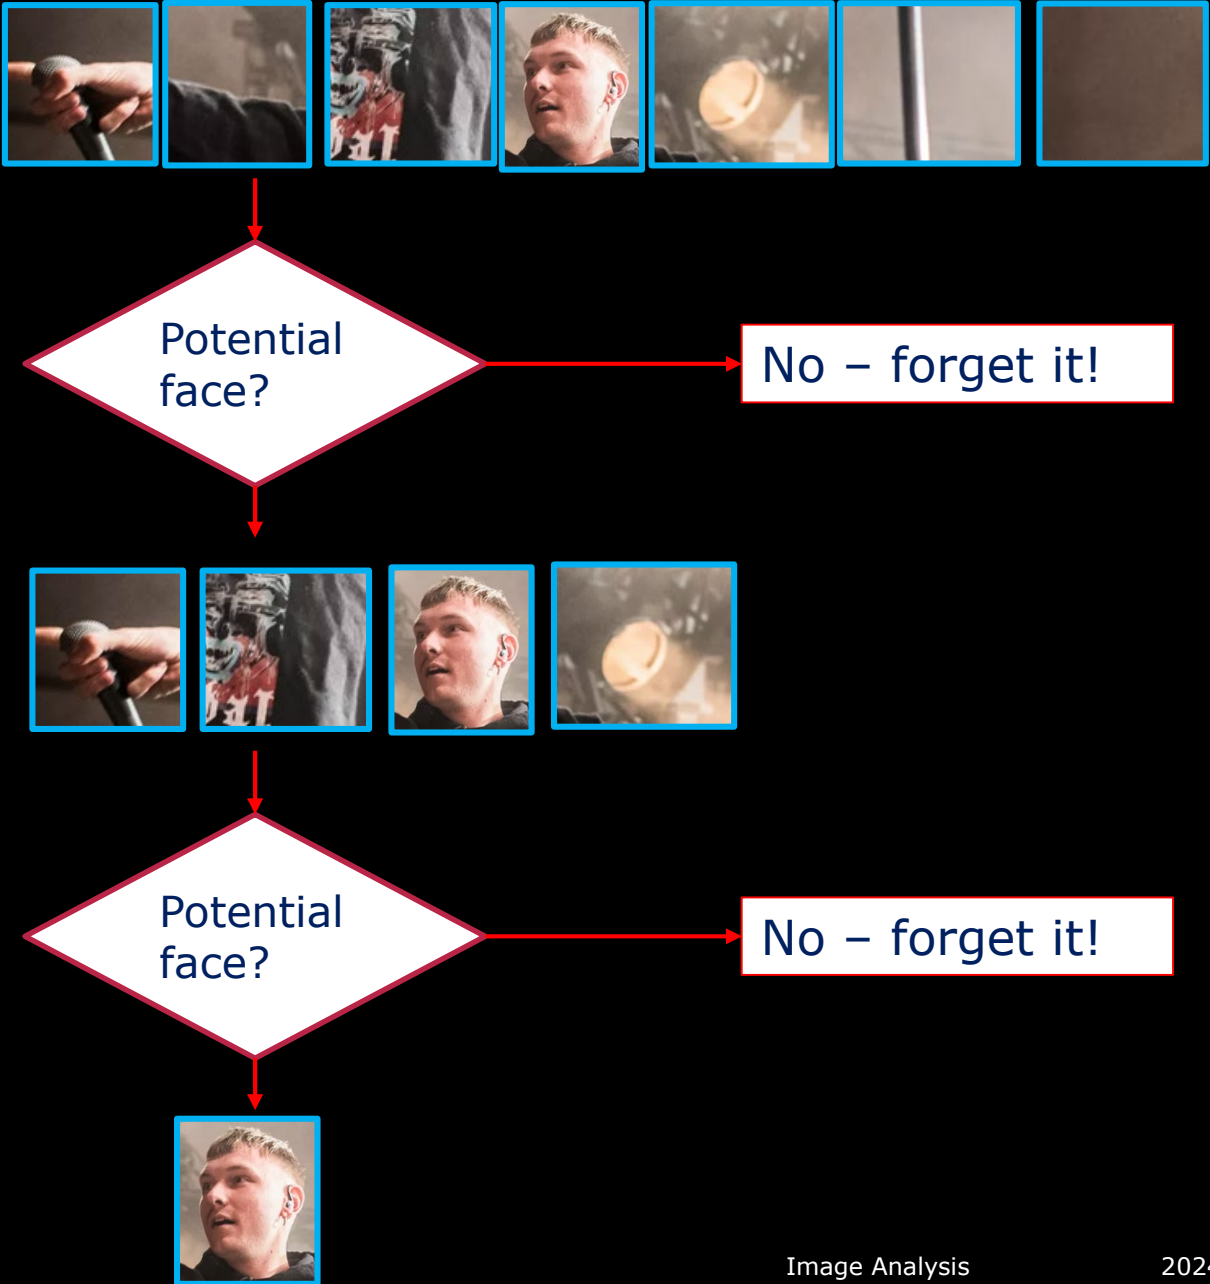 Potential
face?
No – forget it!
Potential
face?
No – forget it!
Image Analysis